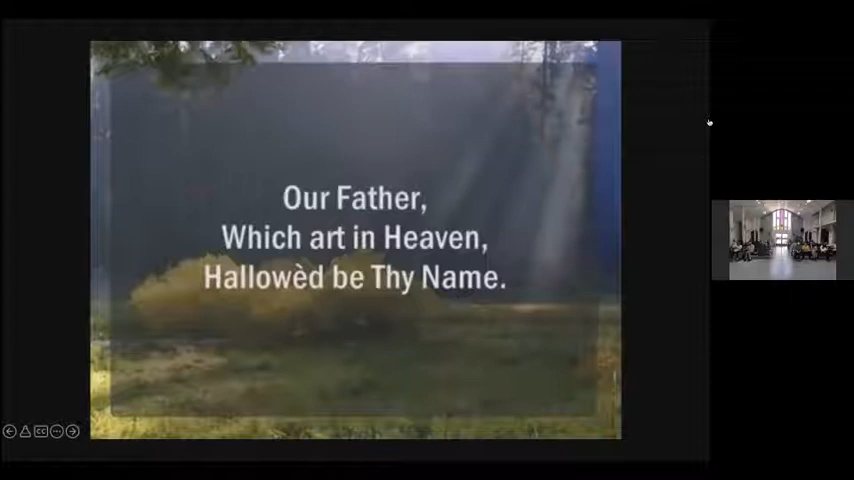 Our Father,
Which art in Heaven,
Hallowèd be Thy Name.